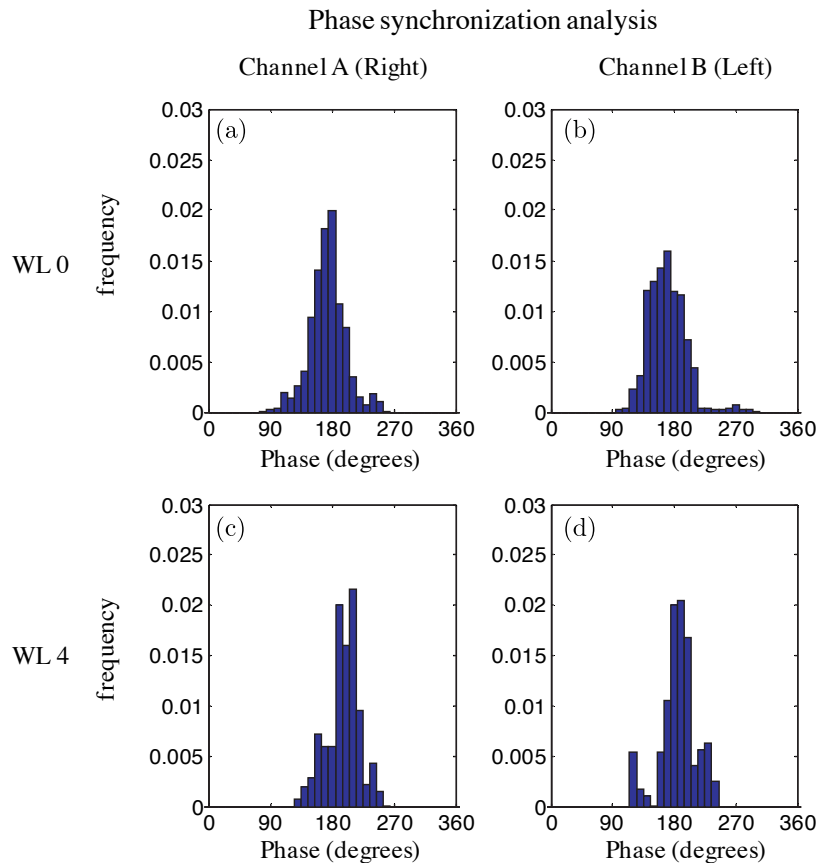 Phase synchronization analysis
Channel A (Right) Channel B (Left)
WL 0
(a)
frequency
0.03
0.025
0.02
0.015
0.01
0.005
0
0 90 180 270 360
Phase (degrees)
(b)
0.03
0.025
0.02
0.015
0.01
0.005
0
0 90 180 270 360
Phase (degrees)
WL 4
(c)
frequency
0.03
0.025
0.02
0.015
0.01
0.005
0
0 90 180 270 360
Phase (degrees)
(d)
0.03
0.025
0.02
0.015
0.01
0.005
0
0 90 180 270 360
Phase (degrees)